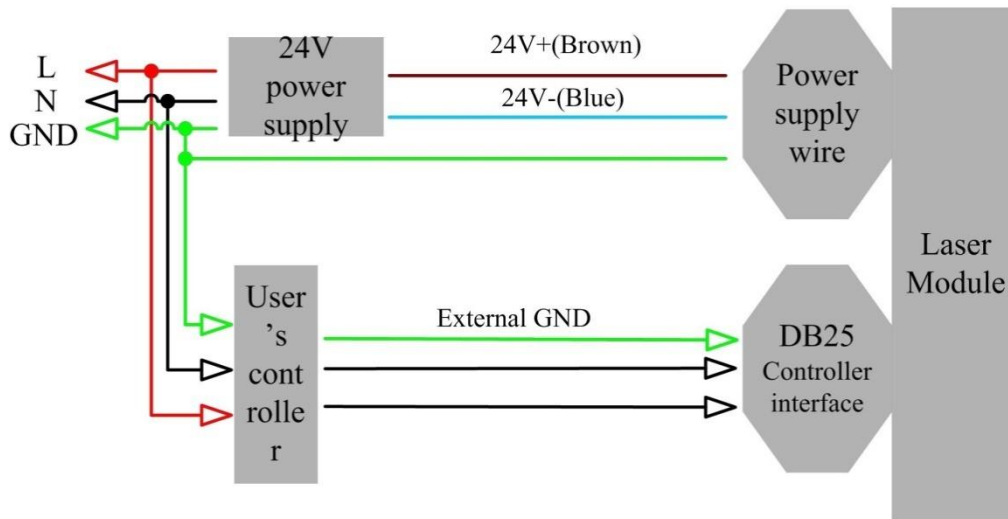 L
N
GND
24V
power
supply
24V+(Brown)
24V-(Blue)
Power
supply
wire
Laser
Module
User
’s
cont
rolle
r
External GND
DB25
Controller
interface